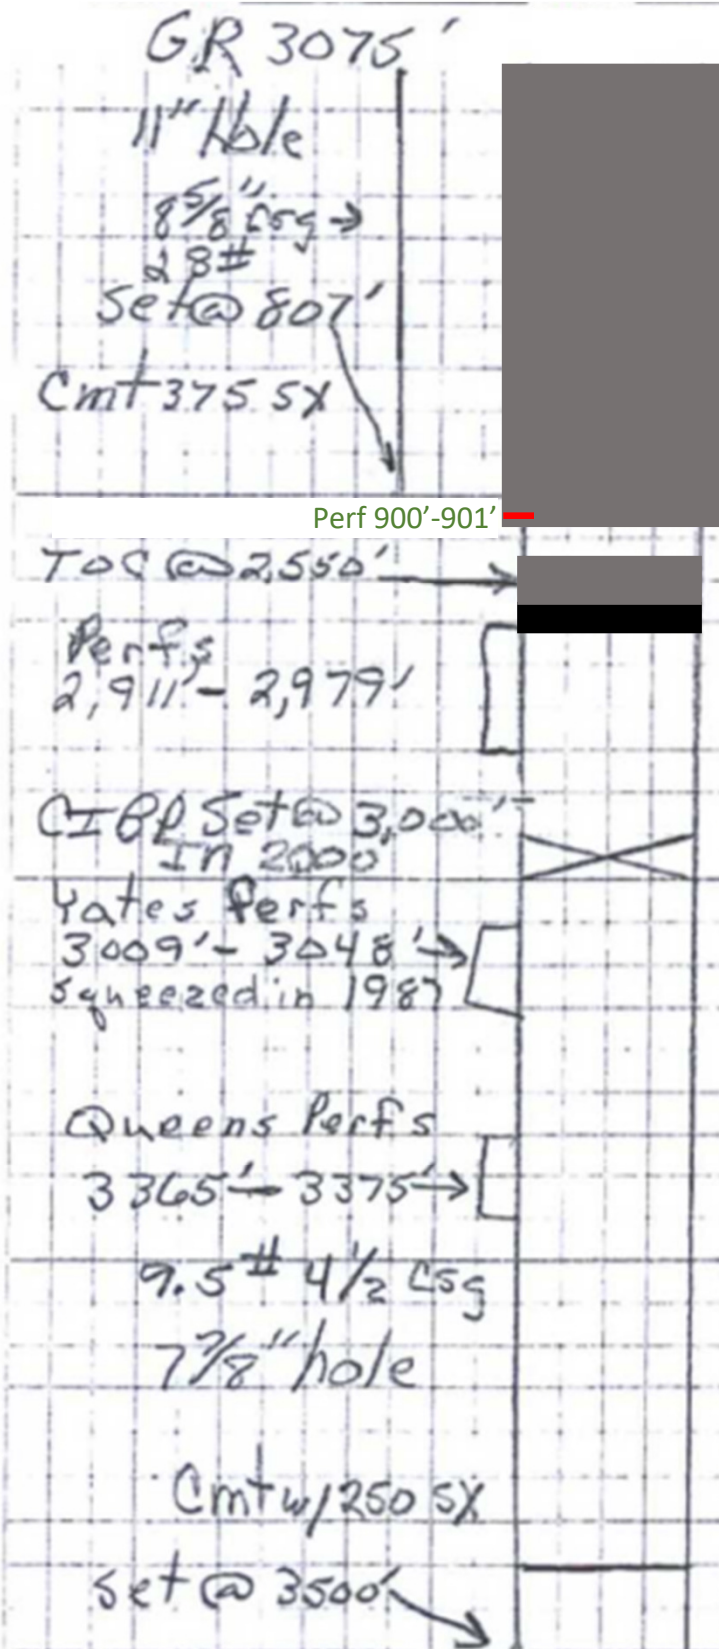 GR 3075'
11" Hole
8 5/8" Csg →
28#
Set @ 807'
Cmt 375 SX
Perf 900'-901'
TOC @ 2,550'
Perfs
2,911' - 2,979'
CIBP Set @ 3,000'
In 2000
Yates Perfs
3009' - 3048' →
squeezed in 1987
Queens Perfs
3365' - 3375' →
9.5# 4 1/2 Csg
7 7/8" hole
Cmt w/ 250 SX
set @ 3500'